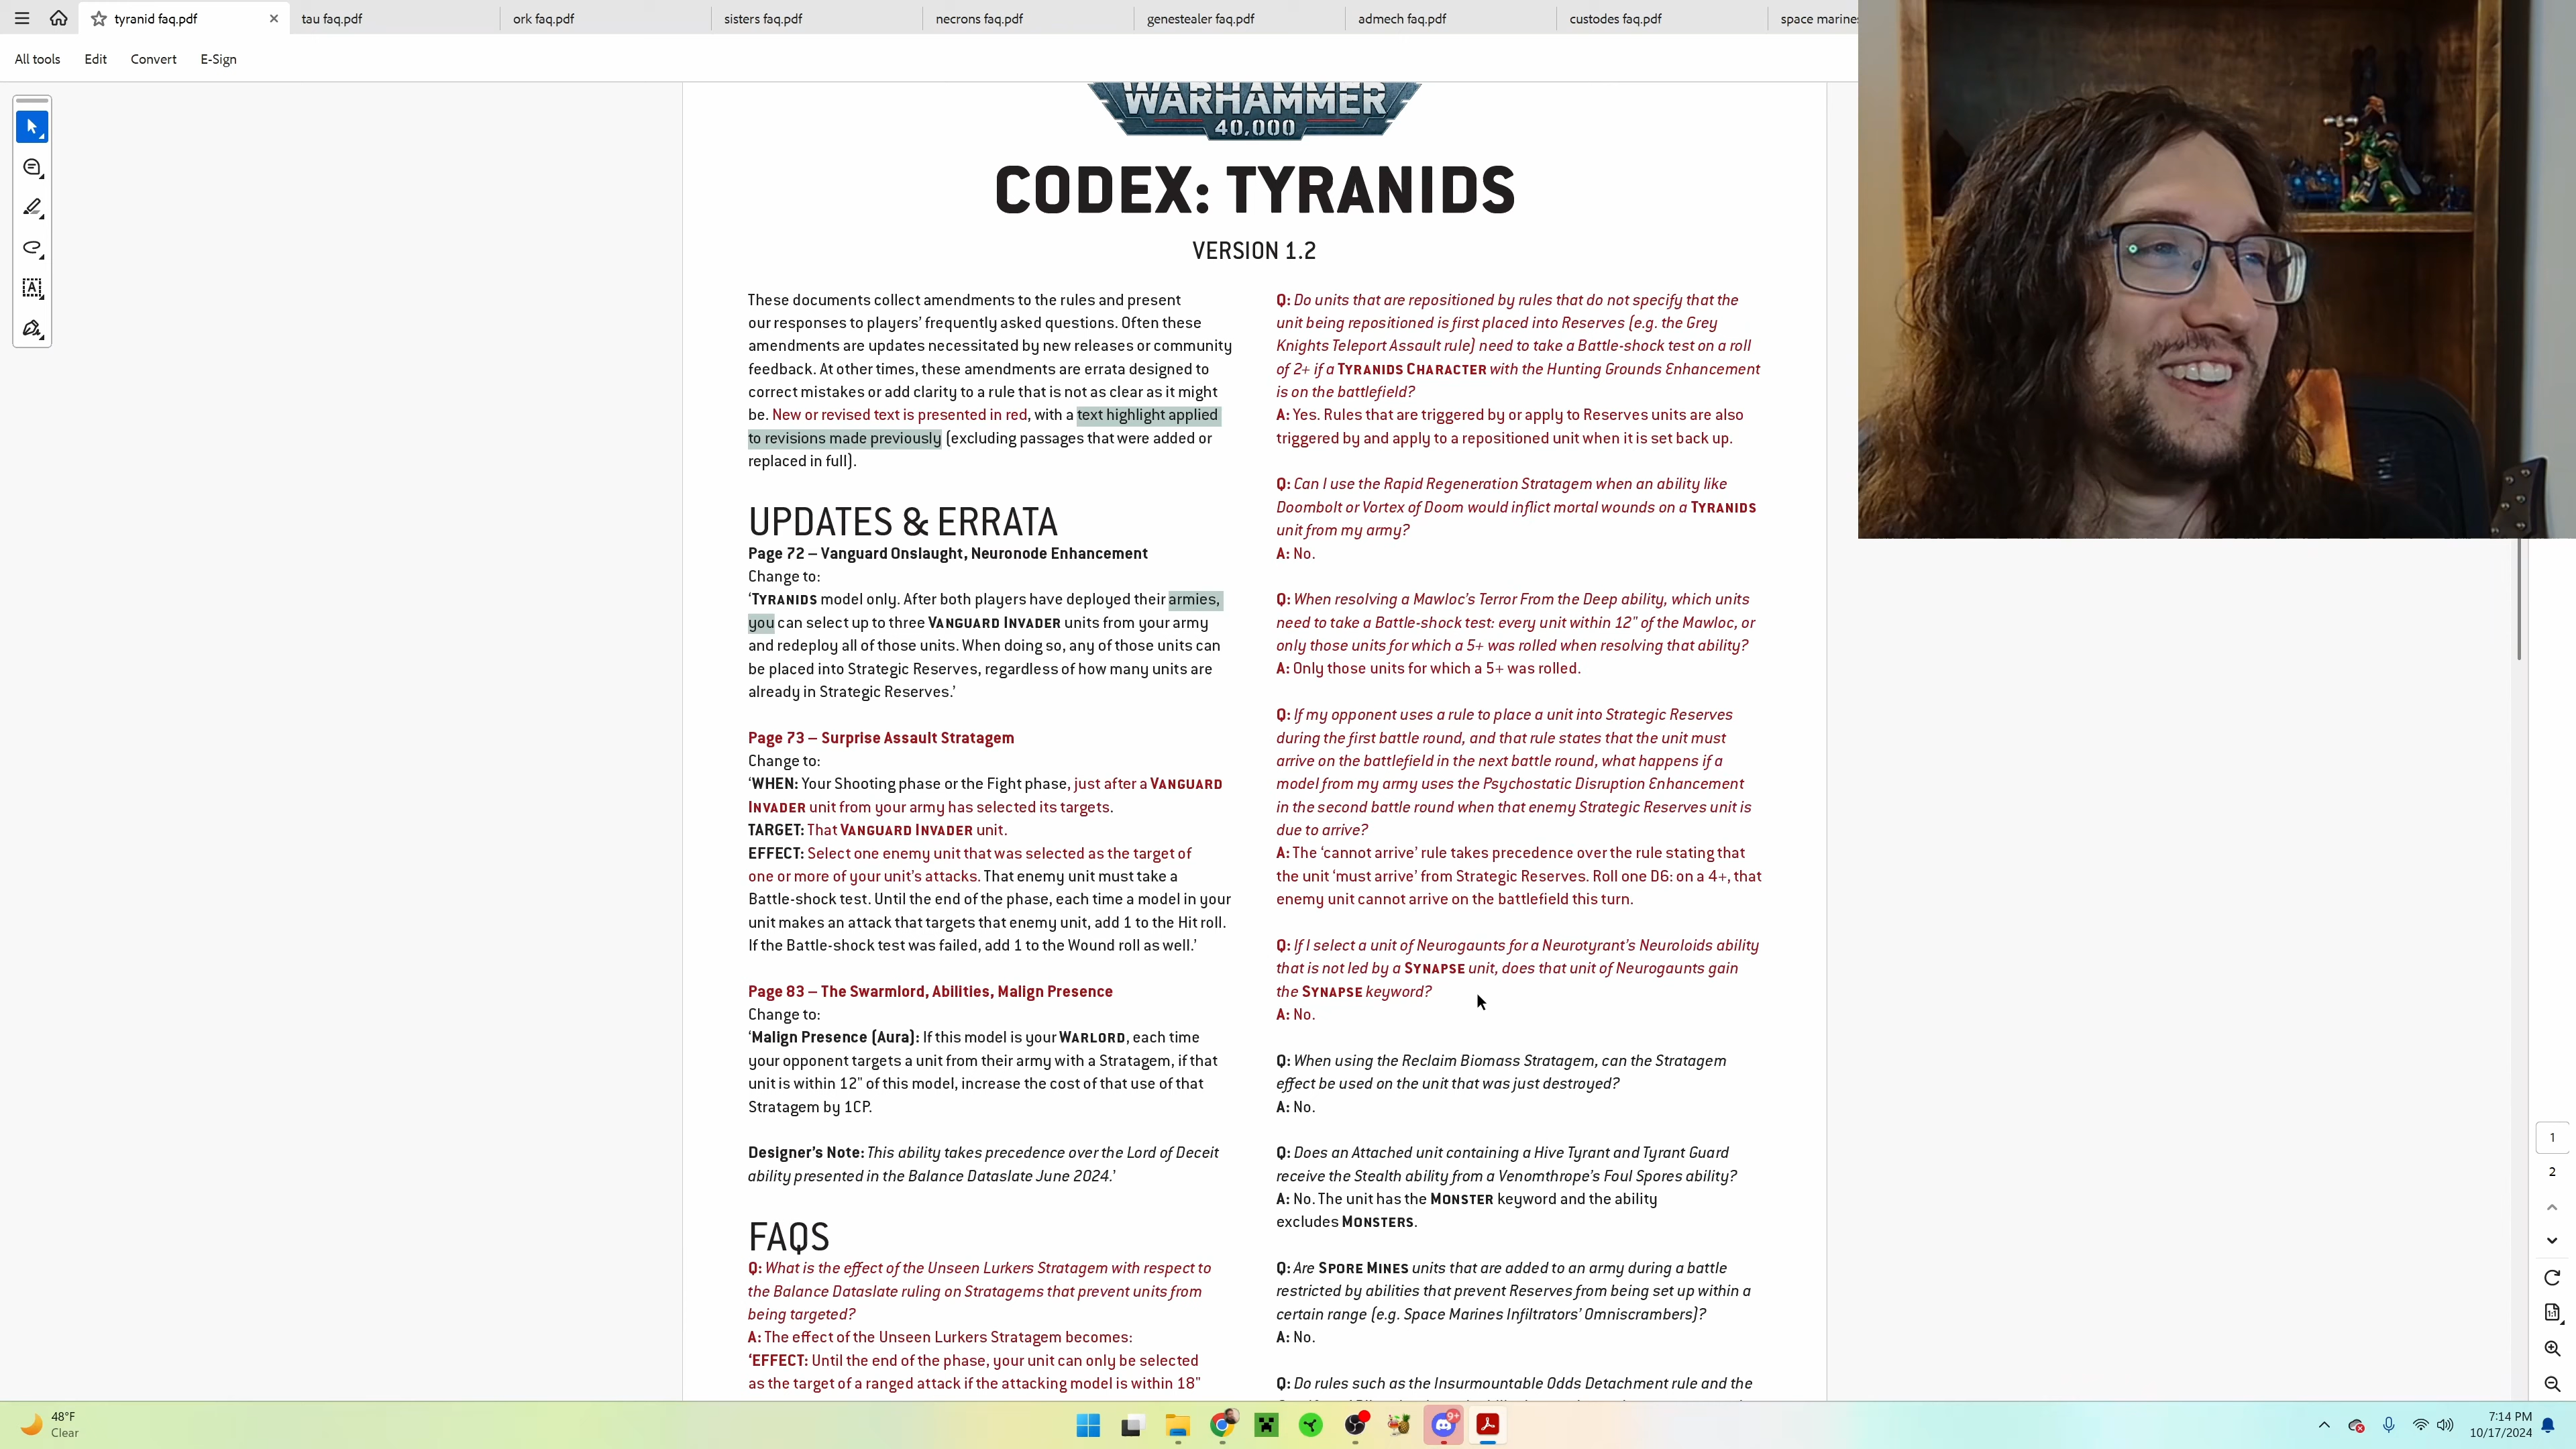 tyranid faq.pdf
tau faq.pdf
ork faq.pdf
sisters faq.pdf
necrons faq.pdf
genestealer faq.pdf
admech faq.pdf
custodes faq.pdf
space marine
All tools
Edit
Convert
E-Sign
WARHAMMER
40,000
CODEX: TYRANIDS
VERSION 1.2
These documents collect amendments to the rules and present
our responses to players’ frequently asked questions. Often these
amendments are updates necessitated by new releases or community
feedback. At other times, these amendments are errata designed to
correct mistakes or add clarity to a rule that is not as clear as it might
be. New or revised text is presented in red, with a text highlight applied
to revisions made previously (excluding passages that were added or
replaced in full).
UPDATES & ERRATA
Page 72 – Vanguard Onslaught, Neuronode Enhancement
Change to:
‘TYRANIDS model only. After both players have deployed their armies,
you can select up to three VANGUARD INVADER units from your army
and redeploy all of those units. When doing so, any of those units can
be placed into Strategic Reserves, regardless of how many units are
already in Strategic Reserves.’
Page 73 – Surprise Assault Stratagem
Change to:
‘WHEN: Your Shooting phase or the Fight phase, just after a VANGUARD
INVADER unit from your army has selected its targets.
TARGET: That VANGUARD INVADER unit.
EFFECT: Select one enemy unit that was selected as the target of
one or more of your unit’s attacks. That enemy unit must take a
Battle-shock test. Until the end of the phase, each time a model in your
unit makes an attack that targets that enemy unit, add 1 to the Hit roll.
If the Battle-shock test was failed, add 1 to the Wound roll as well.’
Page 83 – The Swarmlord, Abilities, Malign Presence
Change to:
‘Malign Presence (Aura): If this model is your WARLORD, each time
your opponent targets a unit from their army with a Stratagem, if that
unit is within 12" of this model, increase the cost of that use of that
Stratagem by 1CP.
Designer’s Note: This ability takes precedence over the Lord of Deceit
ability presented in the Balance Dataslate June 2024.’
FAQS
Q: What is the effect of the Unseen Lurkers Stratagem with respect to
the Balance Dataslate ruling on Stratagems that prevent units from
being targeted?
A: The effect of the Unseen Lurkers Stratagem becomes:
‘EFFECT: Until the end of the phase, your unit can only be selected
as the target of a ranged attack if the attacking model is within 18"
Q: Do units that are repositioned by rules that do not specify that the
unit being repositioned is first placed into Reserves (e.g. the Grey
Knights Teleport Assault rule) need to take a Battle-shock test on a roll
of 2+ if a TYRANIDS CHARACTER with the Hunting Grounds Enhancement
is on the battlefield?
A: Yes. Rules that are triggered by or apply to Reserves units are also
triggered by and apply to a repositioned unit when it is set back up.
Q: Can I use the Rapid Regeneration Stratagem when an ability like
Doombolt or Vortex of Doom would inflict mortal wounds on a TYRANIDS
unit from my army?
A: No.
Q: When resolving a Mawloc’s Terror From the Deep ability, which units
need to take a Battle-shock test: every unit within 12" of the Mawloc, or
only those units for which a 5+ was rolled when resolving that ability?
A: Only those units for which a 5+ was rolled.
Q: If my opponent uses a rule to place a unit into Strategic Reserves
during the first battle round, and that rule states that the unit must
arrive on the battlefield in the next battle round, what happens if a
model from my army uses the Psychostatic Disruption Enhancement
in the second battle round when that enemy Strategic Reserves unit is
due to arrive?
A: The ‘cannot arrive’ rule takes precedence over the rule stating that
the unit ‘must arrive’ from Strategic Reserves. Roll one D6: on a 4+, that
enemy unit cannot arrive on the battlefield this turn.
Q: If I select a unit of Neurogaunts for a Neurotyrant’s Neuroloids ability
that is not led by a SYNAPSE unit, does that unit of Neurogaunts gain
the SYNAPSE keyword?
A: No.
Q: When using the Reclaim Biomass Stratagem, can the Stratagem
effect be used on the unit that was just destroyed?
A: No.
Q: Does an Attached unit containing a Hive Tyrant and Tyrant Guard
receive the Stealth ability from a Venomthrope’s Foul Spores ability?
A: No. The unit has the MONSTER keyword and the ability
excludes MONSTERS.
Q: Are SPORE MINES units that are added to an army during a battle
restricted by abilities that prevent Reserves from being set up within a
certain range (e.g. Space Marines Infiltrators’ Omniscrambers)?
A: No.
Q: Do rules such as the Insurmountable Odds Detachment rule and the
1
2
48°F
Clear
9+
7:14 PM
10/17/2024